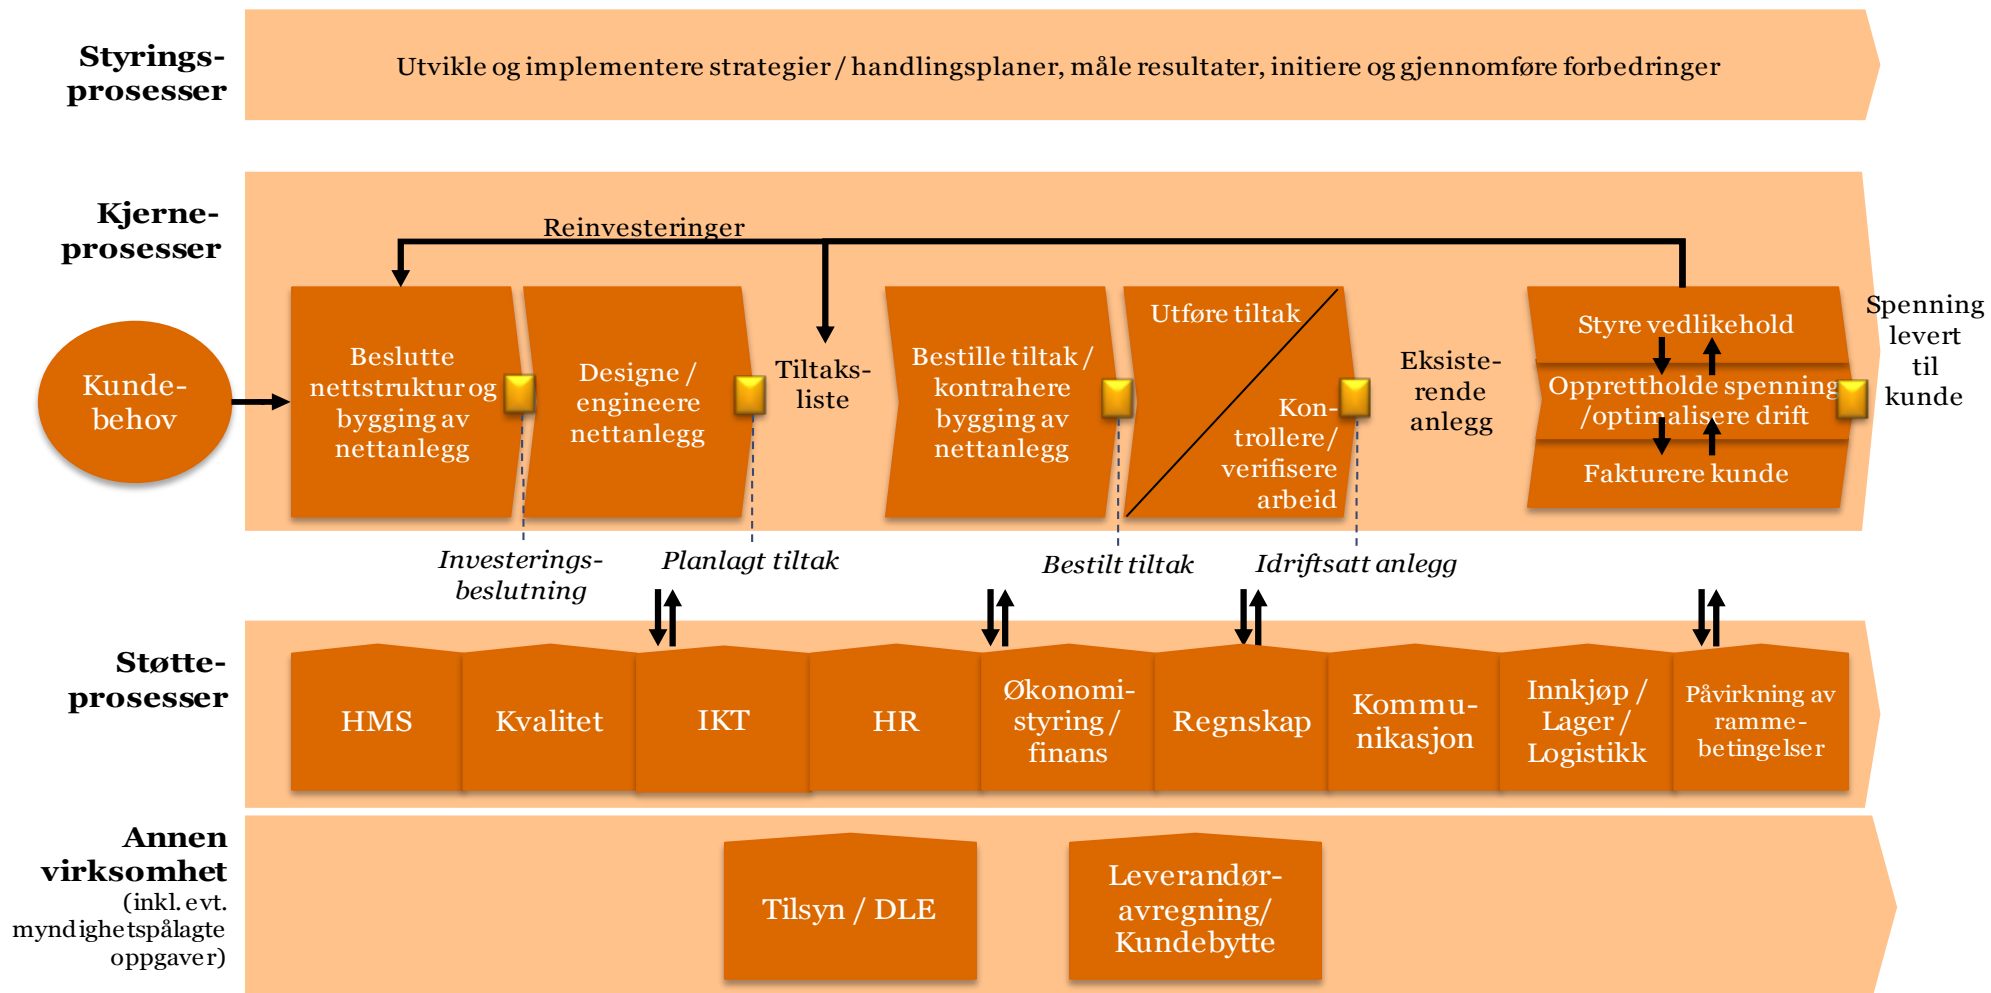 Styrings-
prosesser
Utvikle og implementere strategier / handlingsplaner, måle resultater, initiere og gjennomføre forbedringer
Kjerne-
prosesser
Reinvesteringer
Kunde-
behov
Beslutte
nettstruktur og
bygging av
nettanlegg
Designe /
engineere
nettanlegg
Tiltaks-
liste
Bestille tiltak /
kontrahere
bygging av
nettanlegg
Utføre tiltak
Kon-
trollere/
verifisere
arbeid
Eksiste-
rende
anlegg
Styre vedlikehold
Opprettholde spenning
/optimalisere drift
Fakturere kunde
Spenning
levert
til
kunde
Investerings-
beslutning
Planlagt tiltak
Bestilt tiltak
Idriftsatt anlegg
Støtte-
prosesser
HMS
Kvalitet
IKT
HR
Økonomi-
styring /
finans
Regnskap
Kommu-
nikasjon
Innkjøp /
Lager /
Logistikk
Påvirkning av
ramme-
betingelser
Annen
virksomhet
(inkl. evt.
myndighetspålagte
oppgaver)
Tilsyn / DLE
Leverandør-
avregning/
Kundebytte